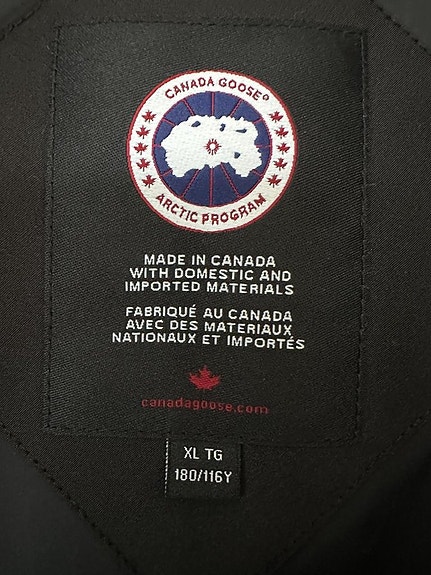 CANADA GOOSE®
ARCTIC PROGRAM
MADE IN CANADA
WITH DOMESTIC AND
IMPORTED MATERIALS
FABRIQUÉ AU CANADA
AVEC DES MATERIAUX
NATIONAUX ET IMPORTÉS
canadagoose.com
XL TG
180/116Y